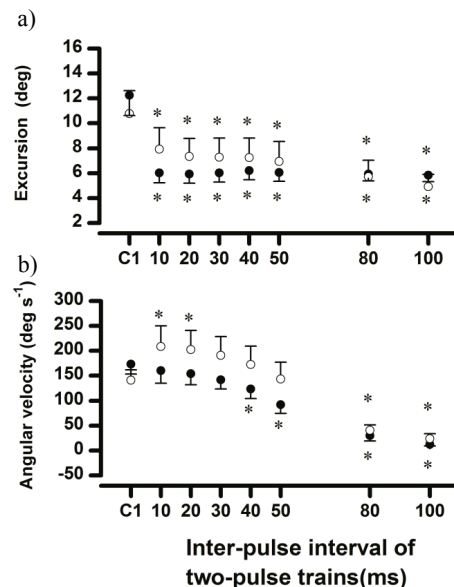 a)
Excursion (deg)
16
14
12
10
8
6
4
2
* * * * * * *
* * * * * * *
C1 10 20 30 40 50 80 100
b)
Angular velocity (deg s⁻¹)
300
250
200
150
100
50
0
-50
* * * *
* * * *
C1 10 20 30 40 50 80 100
Inter-pulse interval of
two-pulse trains(ms)